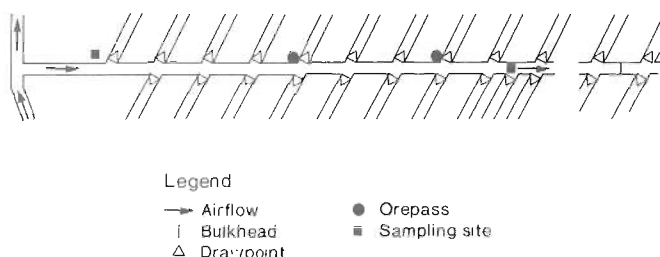 Legend
Airflow
Bulkhead
Drawpoint
Orepass
Sampling site